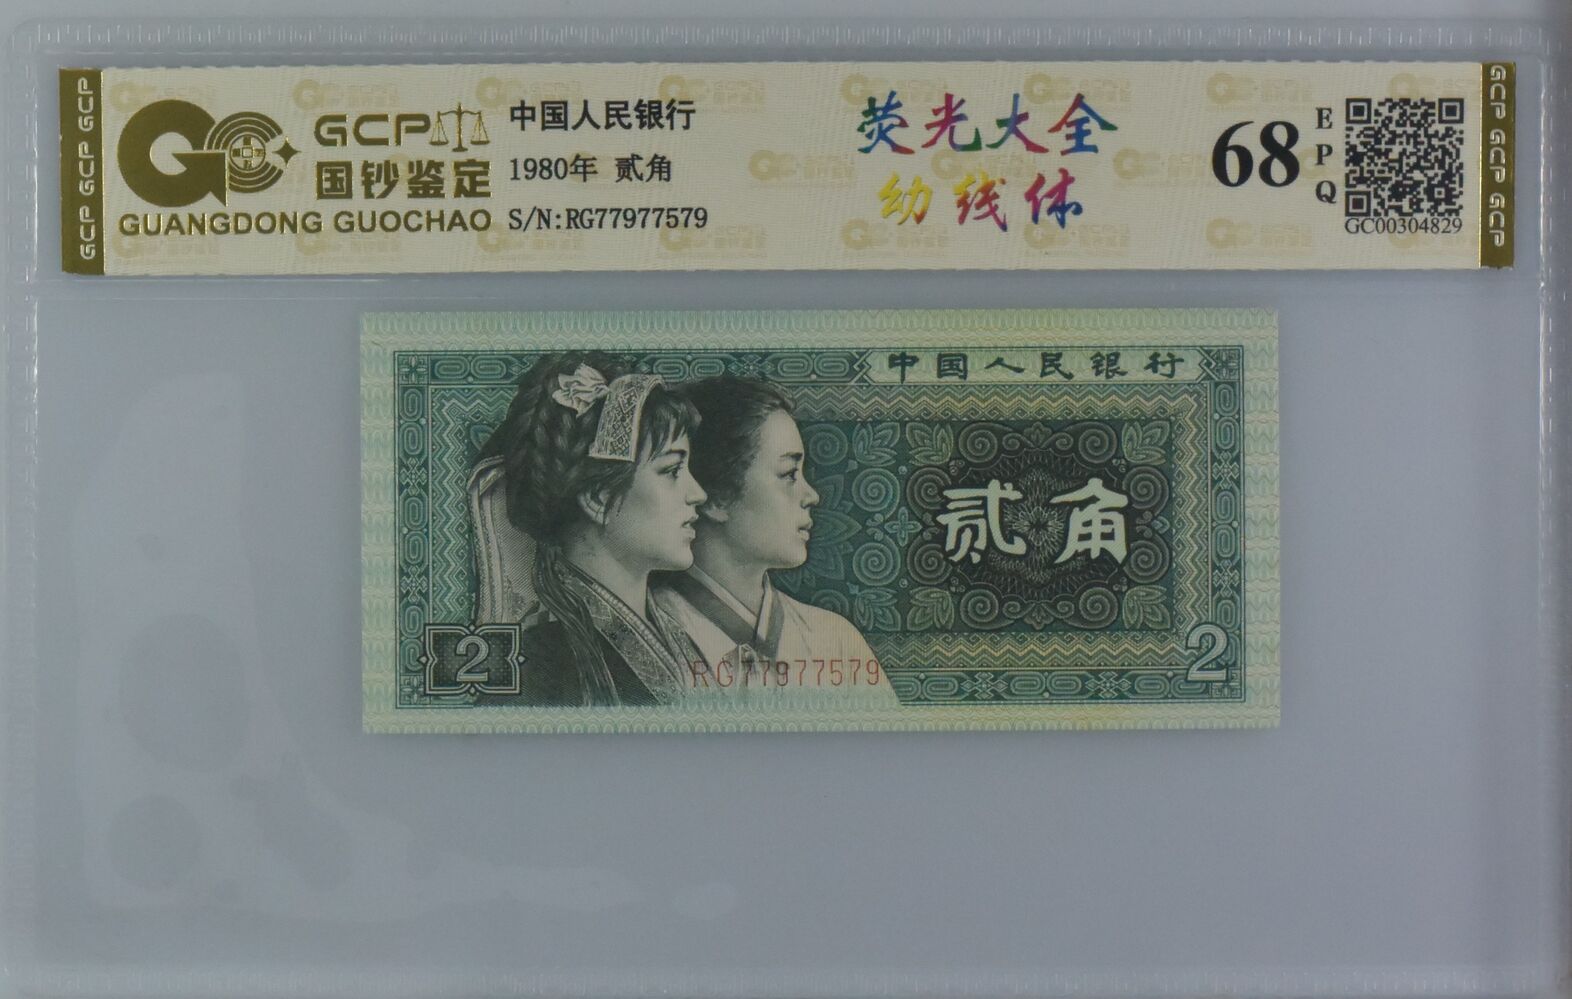 GCP GCP GCP
GCP
国钞鉴定
GUANGDONG GUOCHAO
中国人民银行
1980年 贰角
S/N:RG77977579
荧光大全
幼线体
68
EPQ
GC00304829
GCP GCP GCP
中国人民银行
贰角
2
2
RG77977579